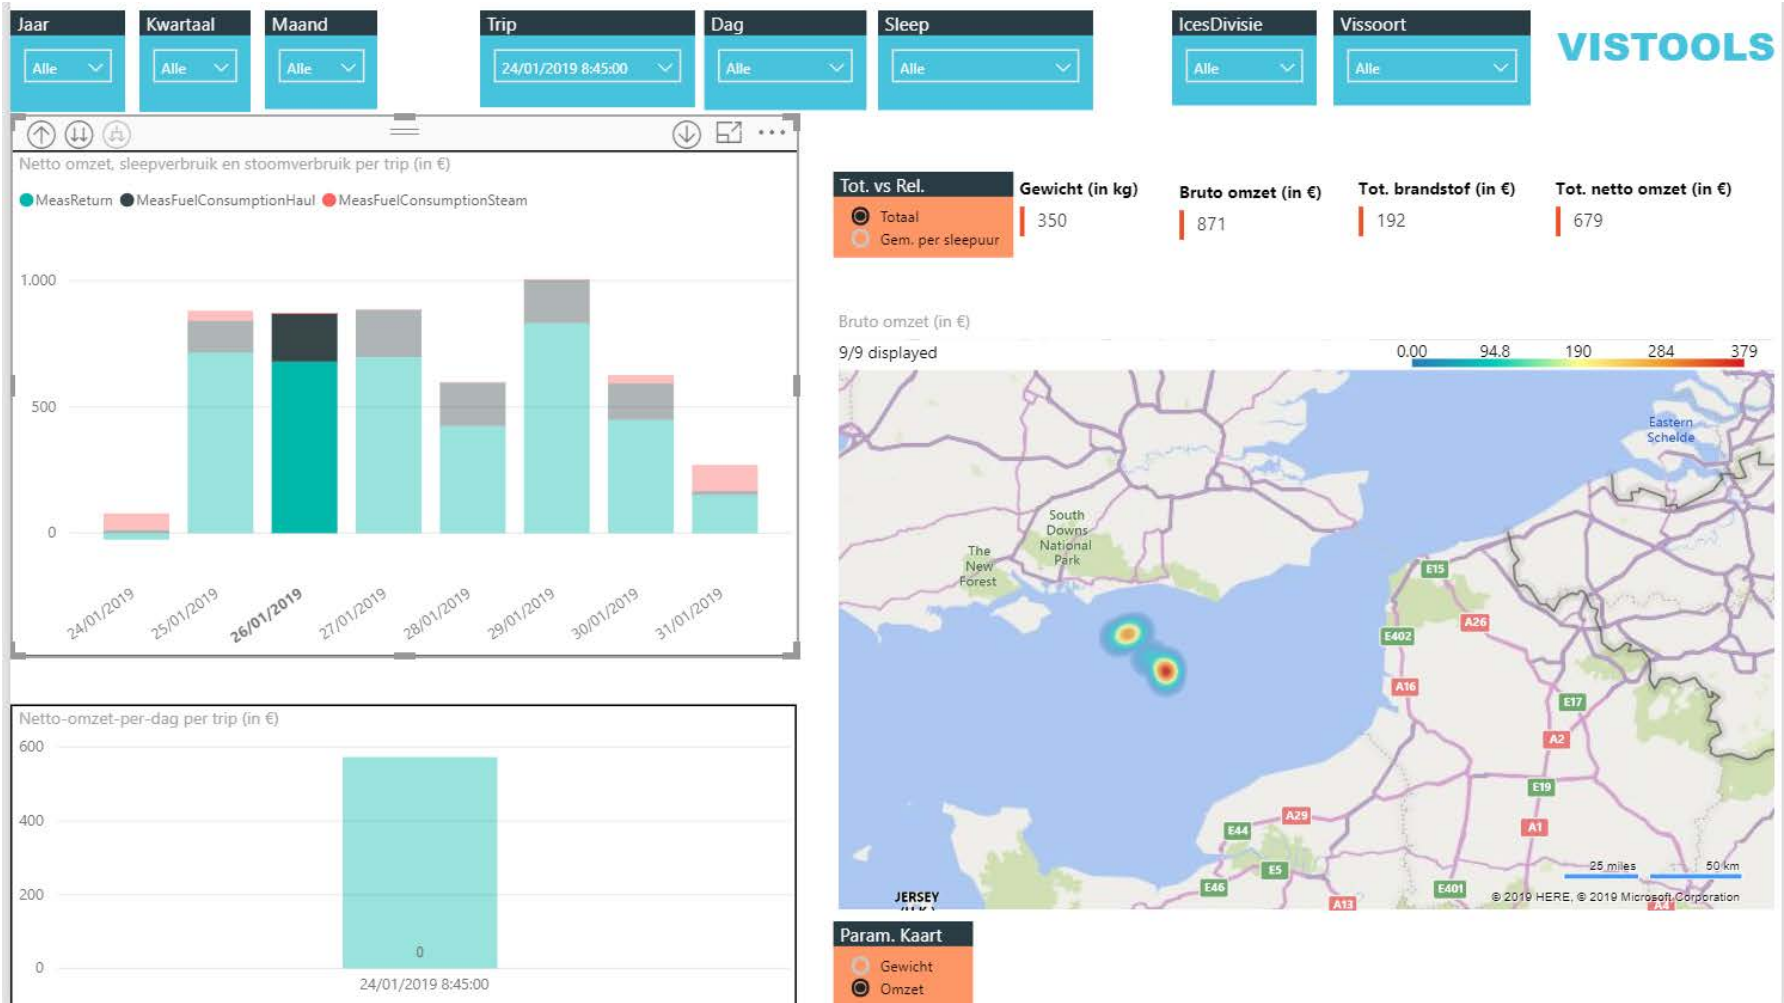 Jaar
Alle
Kwartaal
Alle
Maand
Alle
Trip
24/01/2019 8:45:00
Dag
Alle
Sleep
Alle
IcesDivisie
Alle
Vissoort
Alle
VISTOOLS
Netto omzet, sleepverbruik en stoomverbruik per trip (in €)
MeasReturn MeasFuelConsumptionHaul MeasFuelConsumptionSteam
1.000
500
0
24/01/2019 25/01/2019 26/01/2019 27/01/2019 28/01/2019 29/01/2019 30/01/2019 31/01/2019
Netto-omzet-per-dag per trip (in €)
600
400
200
0
0
24/01/2019 8:45:00
Tot. vs Rel.
Totaal
Gem. per sleepuur
Gewicht (in kg)
350
Bruto omzet (in €)
871
Tot. brandstof (in €)
192
Tot. netto omzet (in €)
679
Bruto omzet (in €)
9/9 displayed
0.00 94.8 190 284 379
Eastern
Schelde
South
Downs
National
Park
The
New
Forest
E15
A26
E402
A16
E17
A2
E19
A29
A1
E44
E5
E46
E401
A13
A4
25 miles 50 km
JERSEY
© 2019 HERE, © 2019 Microsoft Corporation
Param. Kaart
Gewicht
Omzet